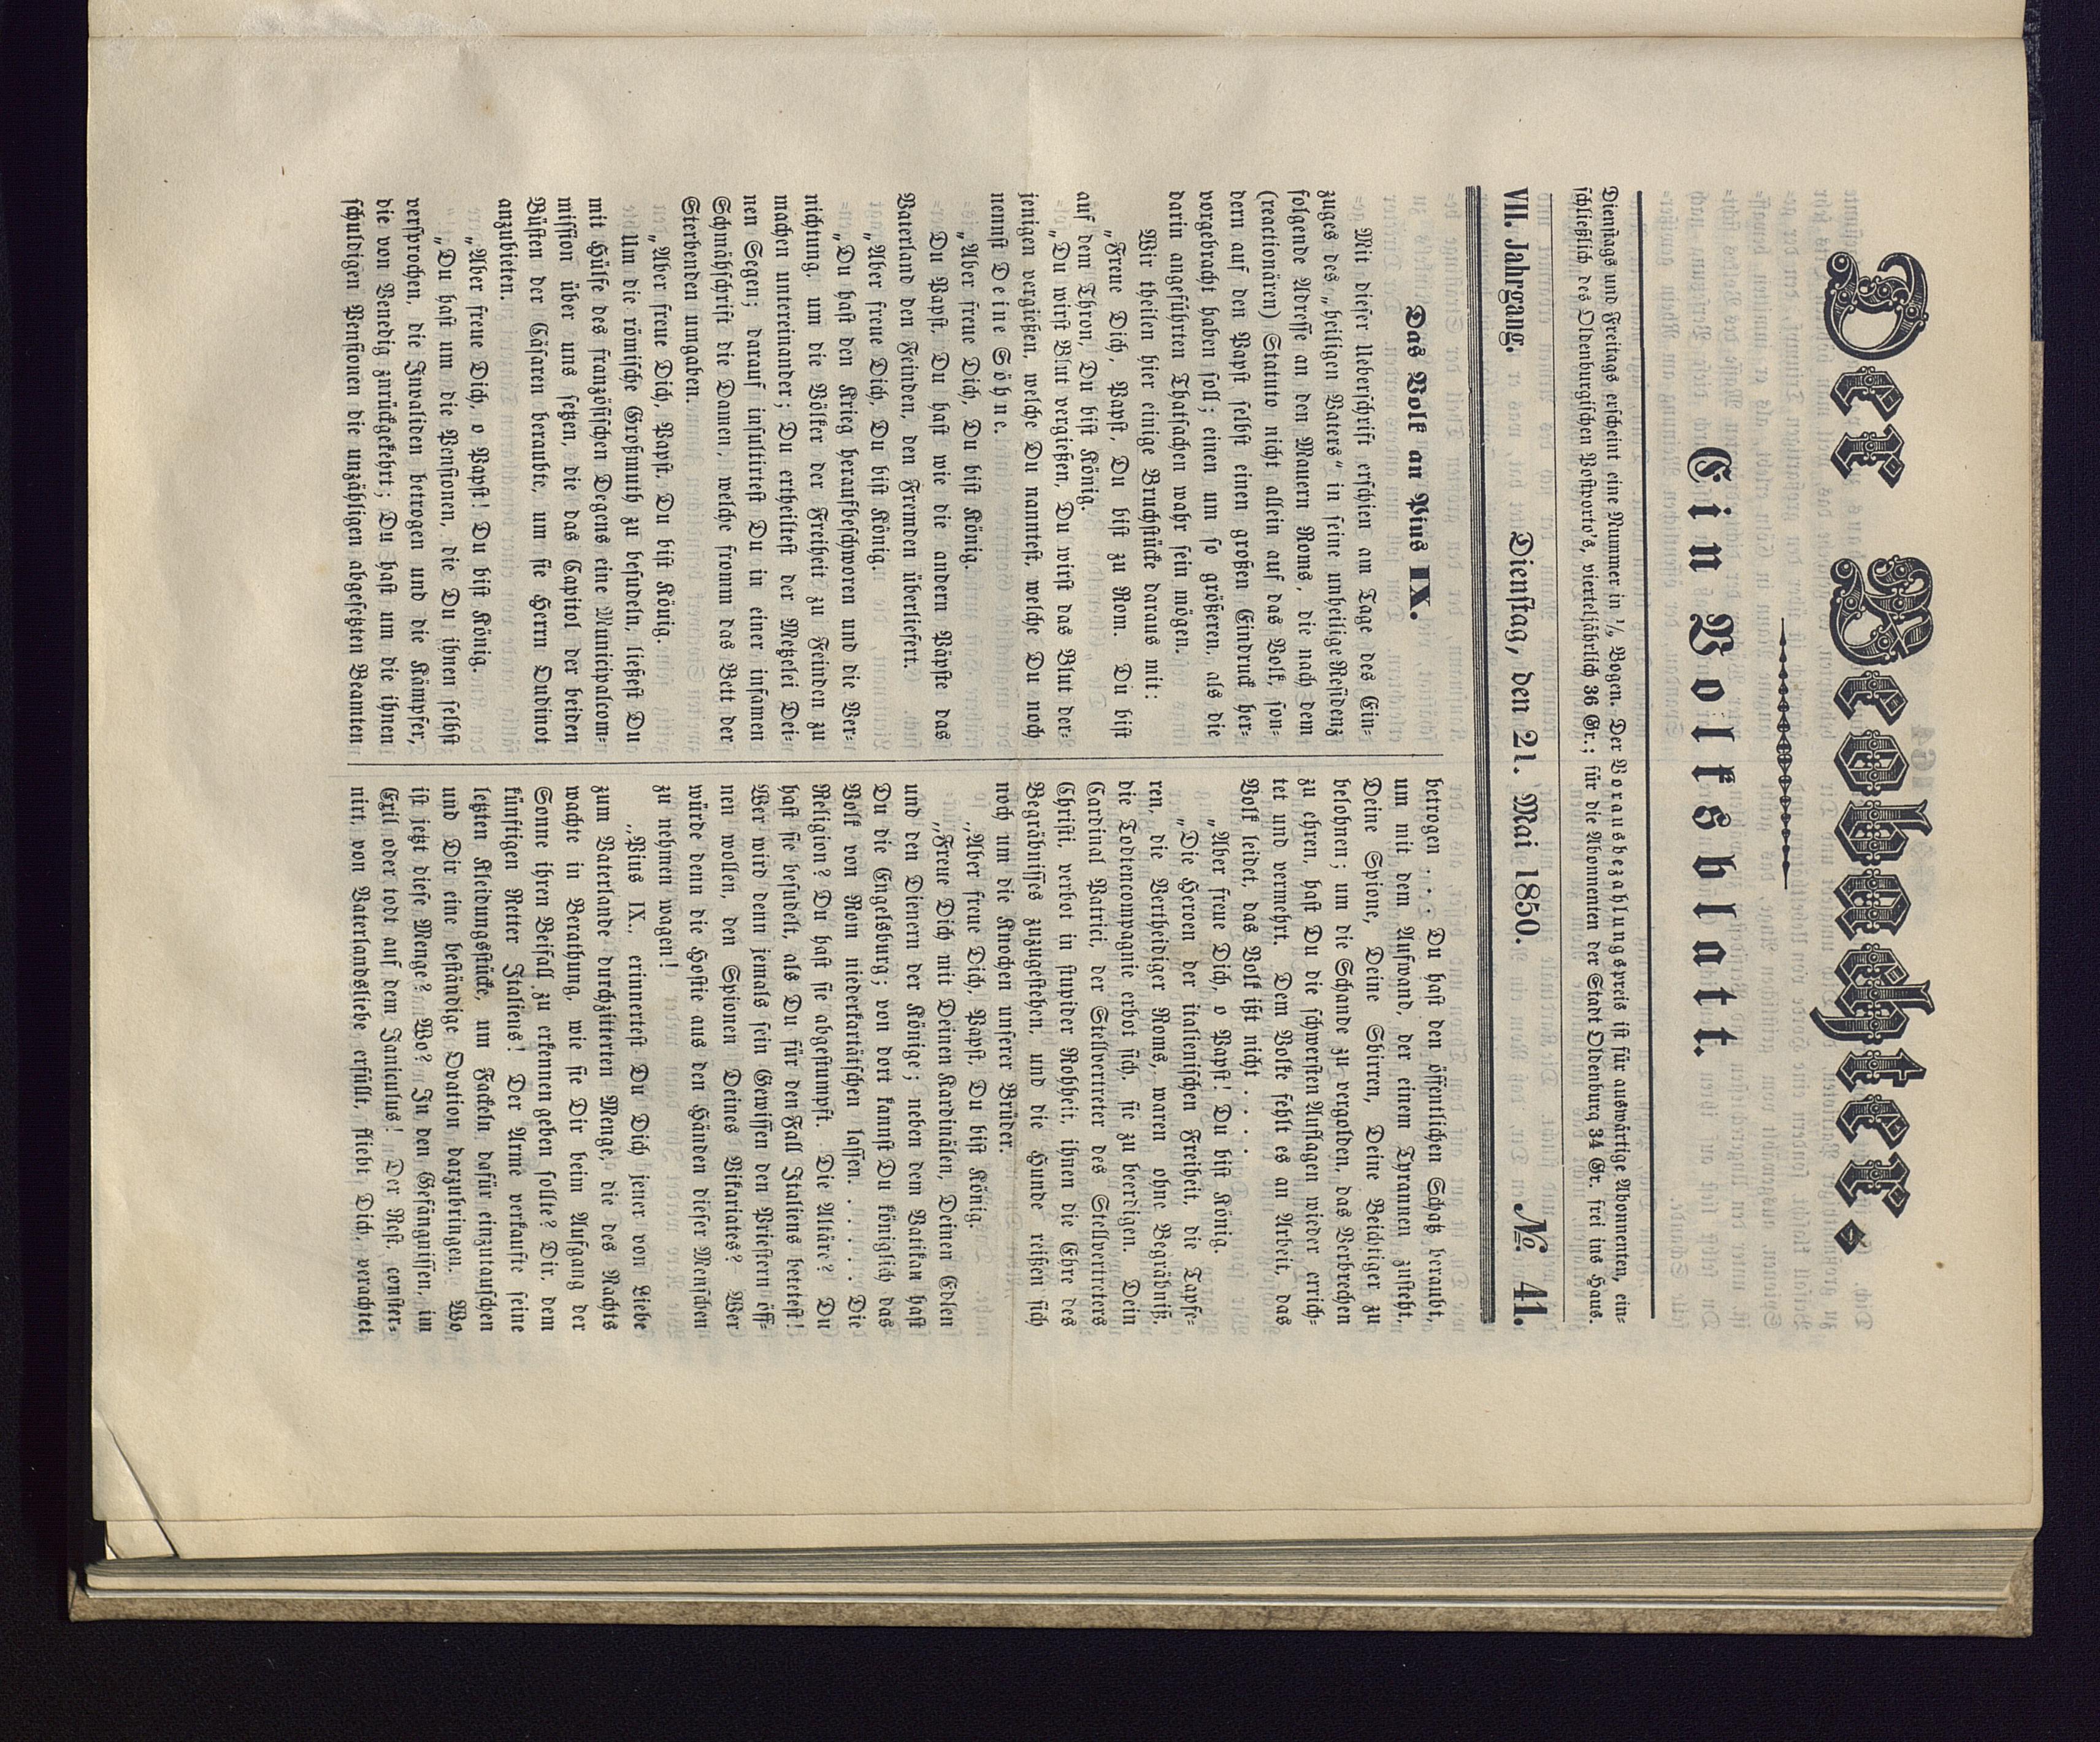 Der Beobachter.
Ein Volksblatt.
Dienstags und Freitags erscheint eine Nummer in ½ Bogen. Der Vorausbezahlungspreis ist für auswärtige Abonnenten, ein-
schließlich des Oldenburgischen Postporto's, vierteljährlich 36 Gr.; für die Abonnenten der Stadt Oldenburg 34 Gr. frei ins Haus.
VII. Jahrgang. Dienstag, den 21. Mai 1850. № 41.
Das Volk an Pius IX.
Mit dieser Ueberschrift erschien am Tage des Ein-
zuges des „heiligen Vaters“ in seine unheilige Residenz
folgende Adresse an den Mauern Roms, die nach dem
(reactionären) Statuto nicht allein auf das Volk, son-
dern auf den Papst selbst einen großen Eindruck her-
vorgebracht haben soll; einen um so größeren, als die
darin angeführten Thatsachen wahr sein mögen.
Wir theilen hier einige Bruchstücke daraus mit:
„Freue Dich, Papst, Du bist zu Rom. Du bist
auf dem Thron, Du bist König.
„Du wirst Blut vergießen, Du wirst das Blut der-
jenigen vergießen, welche Du nanntest, welche Du noch
nennst Deine Söhne.
„Aber freue Dich, Du bist König.
„Du Papst, Du hast wie die andern Päpste das
Vaterland den Feinden, den Fremden überliefert.
„Aber freue Dich, Du bist König.
„Du hast den Krieg heraufbeschworen und die Ver-
nichtung, um die Völker der Freiheit zu Feinden zu
machen untereinander; Du ertheiltest der Metzelei Dei-
nen Segen; darauf insultirtest Du in einer infamen
Schmähschrift die Damen, welche fromm das Bett der
Sterbenden umgaben.
„Aber freue Dich, Papst, Du bist König.
„Um die römische Großmuth zu besudeln, ließest Du
mit Hülfe des französischen Degens eine Municipalcom-
mission über uns setzen, die das Capitol der beiden
Büsten der Cäsaren beraubte, um sie Herrn Oudinot
anzubieten.
„Aber freue Dich, o Papst! Du bist König.
„Du hast um die Pensionen, die Du ihnen selbst
versprochen, die Invaliden betrogen und die Kämpfer,
die von Venedig zurückgekehrt; Du hast um die ihnen
schuldigen Pensionen die unzähligen abgesetzten Beamten
betrogen . . . Du hast den öffentlichen Schatz beraubt,
um mit dem Aufwand, der einem Tyrannen zusteht,
Deine Spione, Deine Sbirren, Deine Beichtiger zu
belohnen; um die Schande zu vergolden, das Verbrechen
zu ehren, hast Du die schwersten Auflagen wieder errich-
tet und vermehrt. Dem Volke fehlt es an Arbeit, das
Volk leidet, das Volk ißt nicht . . . .
„Aber freue Dich, o Papst! Du bist König.
„Die Heroen der italienischen Freiheit, die Tapfe-
ren, die Vertheidiger Roms, waren ohne Begräbniß,
die Todtencompagnie erbot sich, sie zu beerdigen. Dein
Cardinal Patrici, der Stellvertreter des Stellvertreters
Christi, verbot in stupider Rohheit, ihnen die Ehre des
Begräbnisses zuzugestehen, und die Hunde reißen sich
noch um die Knochen unserer Brüder.
„Aber freue Dich, Papst, Du bist König.
„Freue Dich mit Deinen Kardinälen, Deinen Edlen
und den Dienern der Könige; neben dem Vatikan hast
Du die Engelsburg; von dort kannst Du königlich das
Volk von Rom niederkartätschen lassen. . . . . Die
Religion? Du hast sie abgestumpft. Die Altäre? Du
hast sie besudelt, als Du für den Fall Italiens betetest!
Wer wird denn jemals sein Gewissen den Priestern öff-
nen wollen, den Spionen Deines Vikariates? Wer
würde denn die Hostie aus den Händen dieser Menschen
zu nehmen wagen!
„Pius IX., erinnertest Du Dich jener von Liebe
zum Vaterlande durchzitterten Menge, die des Nachts
wachte in Berathung, wie sie Dir beim Aufgang der
Sonne ihren Beifall zu erkennen geben sollte? Dir, dem
künftigen Retter Italiens! Der Arme verkaufte seine
letzten Kleidungsstücke, um Fackeln dafür einzutauschen
und Dir eine beständige Ovation darzubringen. Wo
ist jetzt diese Menge? Wo? In den Gefängnissen, im
Exil oder todt auf dem Janiculus! Der Rest, conster-
nirt, von Vaterlandsliebe erfüllt, flieht Dich, verachtet